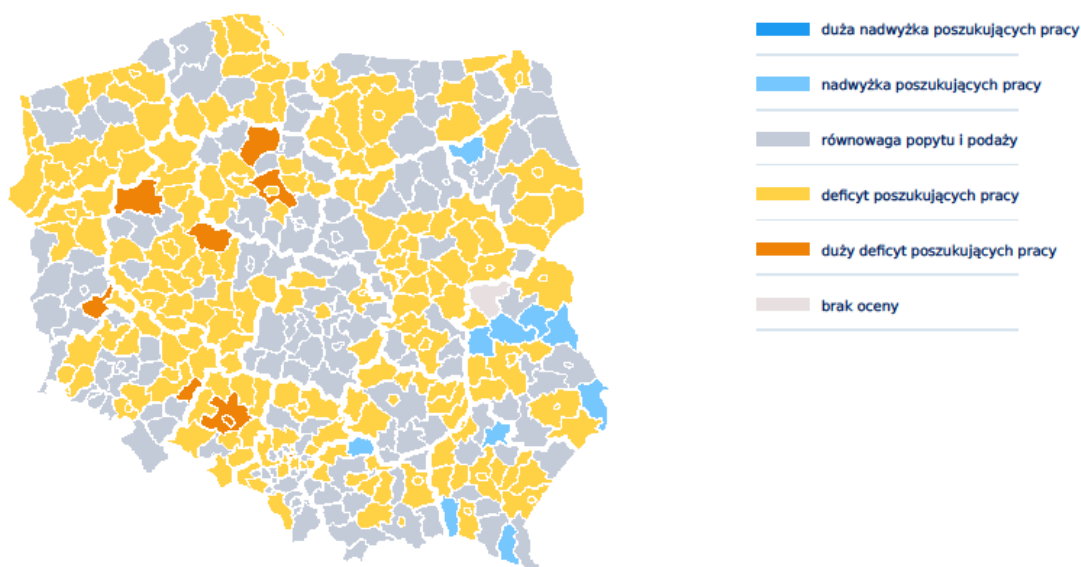 duża nadwyżka poszukujących pracy
nadwyżka poszukujących pracy
równowaga popytu i podaży
deficyt poszukujących pracy
duży deficyt poszukujących pracy
brak oceny